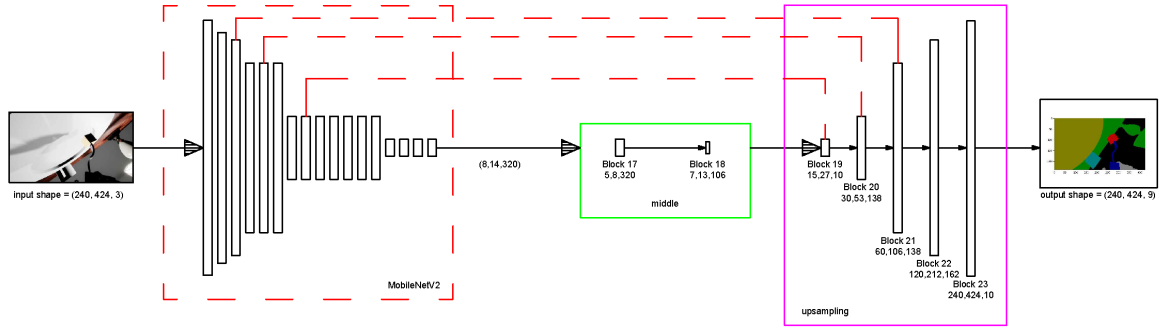 input shape = (240, 424, 3)
MobileNetV2
(8,14,320)
Block 17
5,8,320
Block 18
7,13,106
middle
Block 19
15,27,10
Block 20
30,53,138
Block 21
60,106,138
Block 22
120,212,162
Block 23
240,424,10
upsampling
output shape = (240, 424, 9)